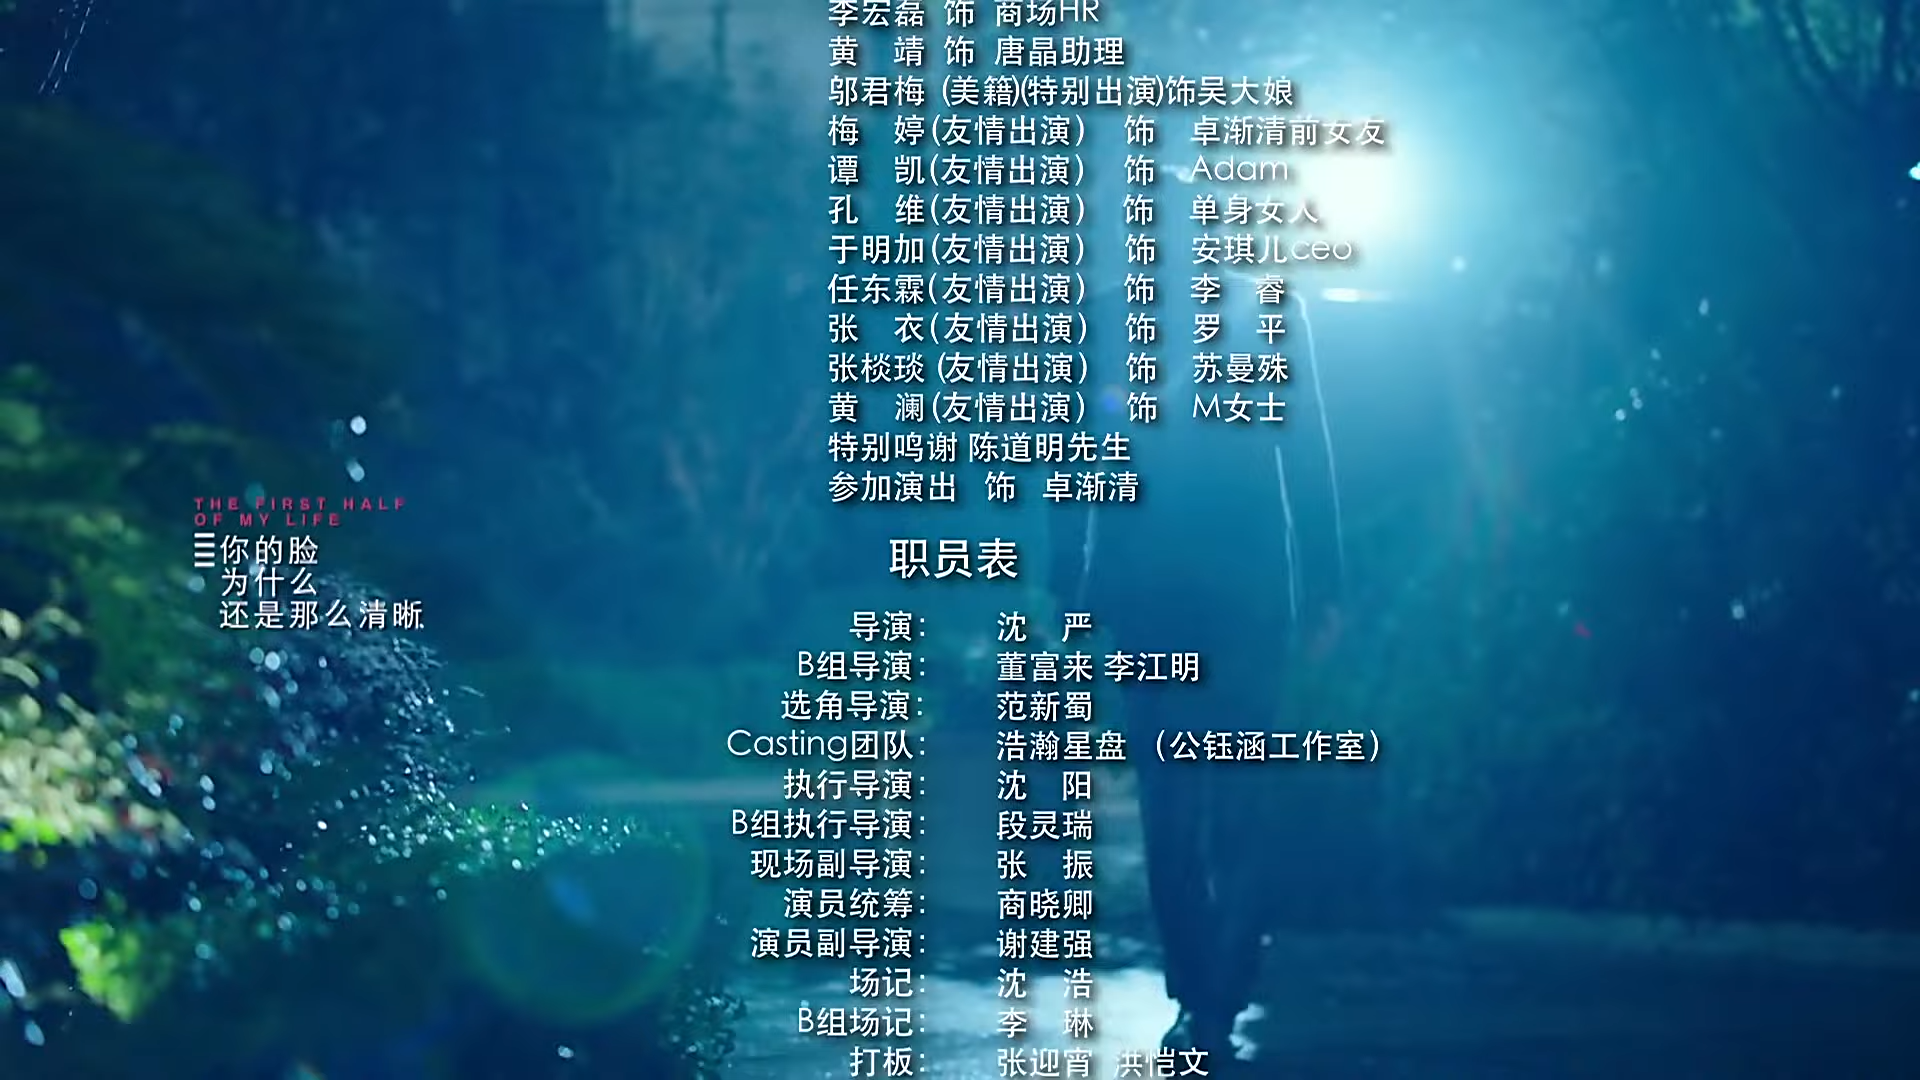 李宏磊 饰 商场HR
黄 靖 饰 唐晶助理
邬君梅 (美籍)(特别出演)饰吴大娘
梅 婷(友情出演) 饰 卓渐清前女友
谭 凯(友情出演) 饰 Adam
孔 维(友情出演) 饰 单身女人
于明加(友情出演) 饰 安琪儿ceo
任东霖(友情出演) 饰 李 睿
张 衣(友情出演) 饰 罗 平
张棪琰(友情出演) 饰 苏曼殊
黄 澜(友情出演) 饰 M女士
特别鸣谢 陈道明先生
参加演出 饰 卓渐清
THE FIRST HALF
OF MY LIFE
你的脸
为什么
还是那么清晰
职员表
导演: 沈 严
B组导演: 董富来 李江明
选角导演: 范新蜀
Casting团队: 浩瀚星盘 (公钰涵工作室)
执行导演: 沈 阳
B组执行导演: 段灵瑞
现场副导演: 张 振
演员统筹: 商晓卿
演员副导演: 谢建强
场记: 沈 浩
B组场记: 李 琳
打板: 张迎宵 洪恺文